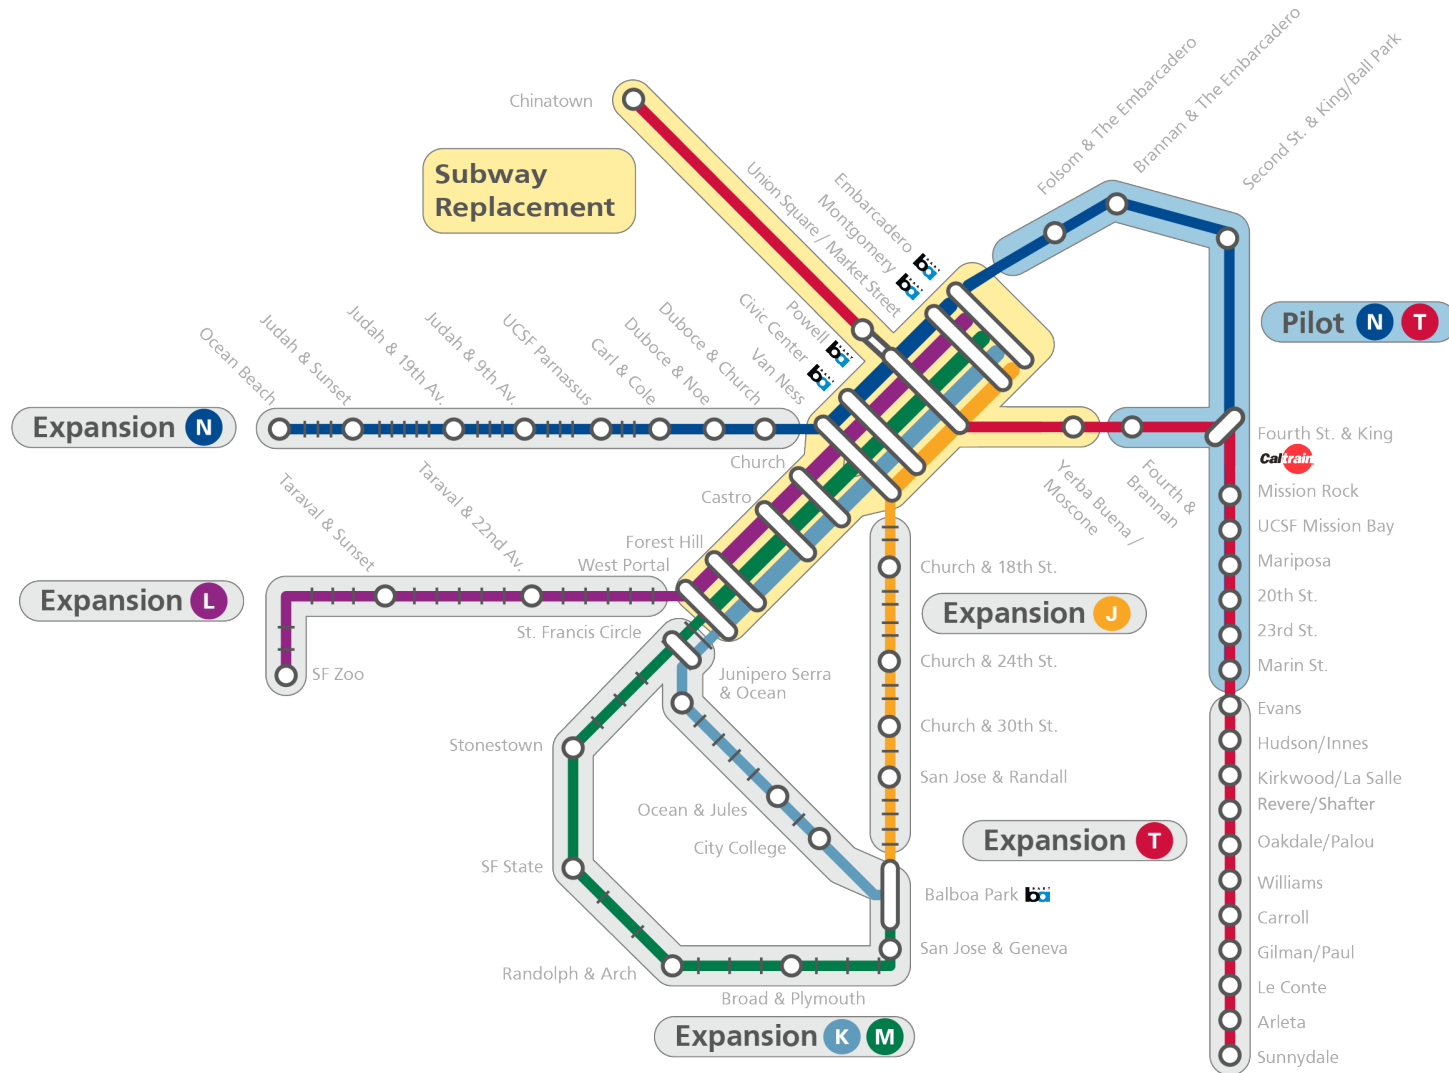 Chinatown
Subway
Replacement
Union Square / Market Street
Embarcadero
ba
Montgomery
ba
Powell
ba
Civic Center
ba
Van Ness
Folsom & The Embarcadero
Brannan & The Embarcadero
Second St. & King/Ball Park
Pilot N T
Ocean Beach
Judah & Sunset
Judah & 19th Av.
Judah & 9th Av.
UCSF Parnassus
Carl & Cole
Duboce & Noe
Duboce & Church
Expansion N
Church
Castro
Forest Hill
West Portal
Taraval & Sunset
Taraval & 22nd Av.
Expansion L
SF Zoo
St. Francis Circle
Junipero Serra
& Ocean
Stonestown
Ocean & Jules
City College
SF State
Randolph & Arch
Broad & Plymouth
Expansion K M
Church & 18th St.
Expansion J
Church & 24th St.
Church & 30th St.
San Jose & Randall
Balboa Park ba
San Jose & Geneva
Yerba Buena /
Moscone
Fourth &
Brannan
Fourth St. & King
Caltrain
Mission Rock
UCSF Mission Bay
Mariposa
20th St.
23rd St.
Marin St.
Expansion T
Evans
Hudson/Innes
Kirkwood/La Salle
Revere/Shafter
Oakdale/Palou
Williams
Carroll
Gilman/Paul
Le Conte
Arleta
Sunnydale